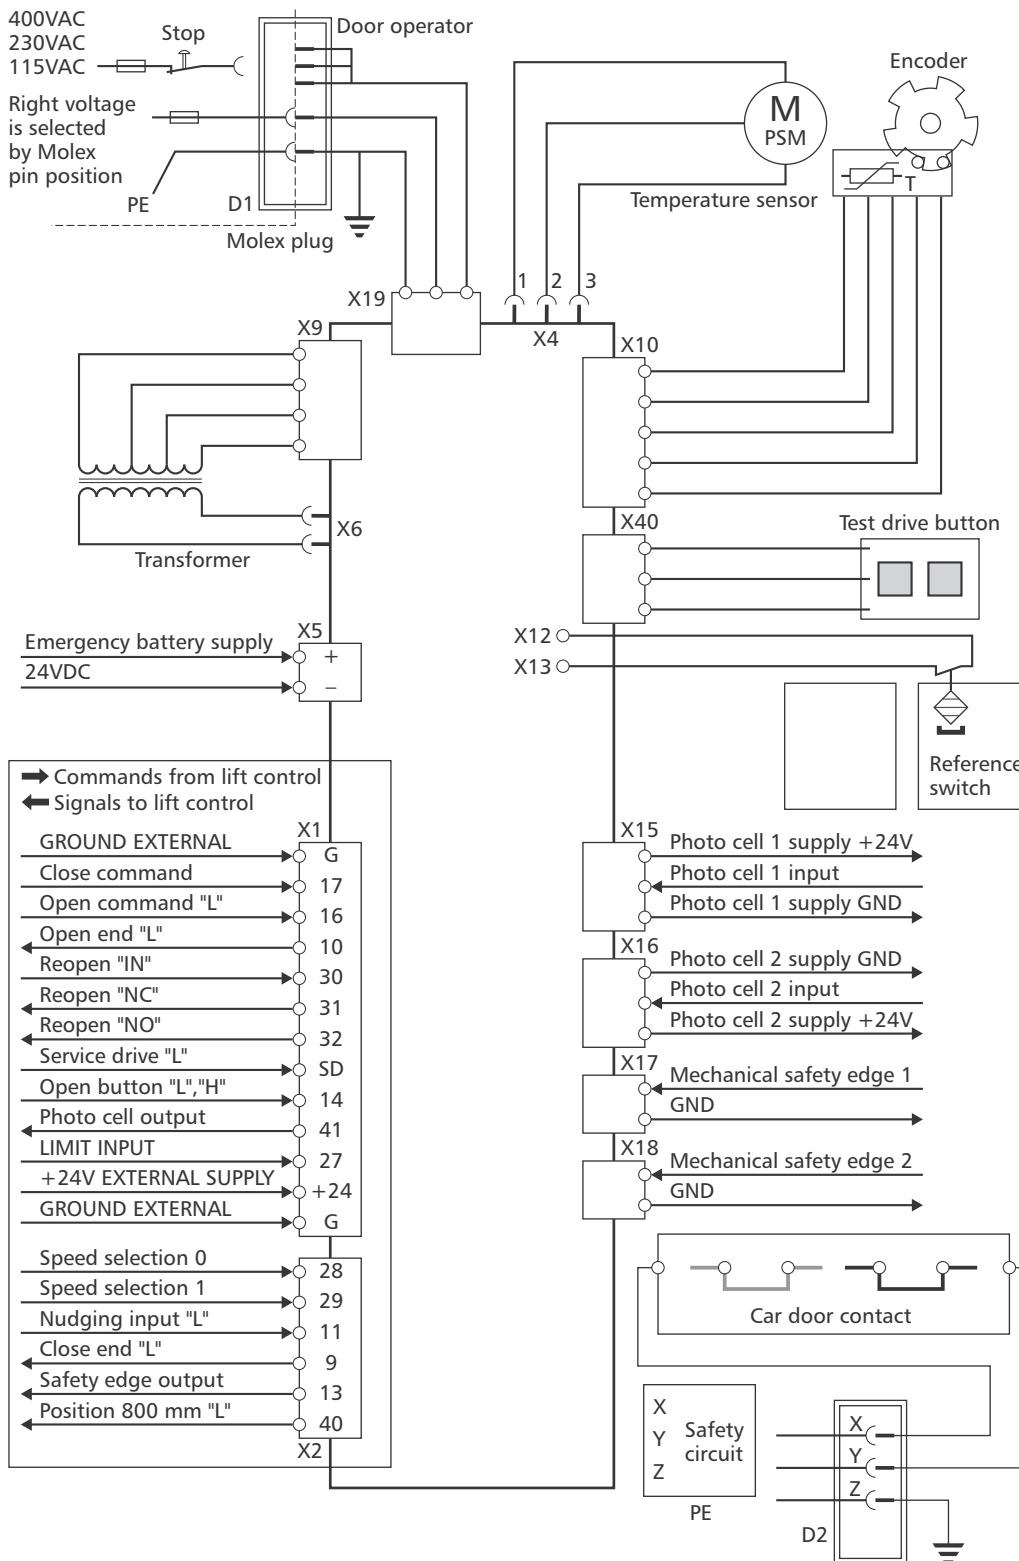 400VAC
230VAC
115VAC
Stop
Door operator
Right voltage
is selected
by Molex
pin position
PE
D1
Molex plug
M
PSM
Encoder
T
Temperature sensor
X19
1 2 3
X4
X9
X10
X6
Transformer
X40
Test drive button
X5
Emergency battery supply
+
24VDC
–
X12
X13
Reference
switch
Commands from lift control
Signals to lift control
X1
GROUND EXTERNAL G
Close command 17
Open command "L" 16
Open end "L" 10
Reopen "IN" 30
Reopen "NC" 31
Reopen "NO" 32
Service drive "L" SD
Open button "L","H" 14
Photo cell output 41
LIMIT INPUT 27
+24V EXTERNAL SUPPLY +24
GROUND EXTERNAL G
Speed selection 0 28
Speed selection 1 29
Nudging input "L" 11
Close end "L" 9
Safety edge output 13
Position 800 mm "L" 40
X2
X15
Photo cell 1 supply +24V
Photo cell 1 input
Photo cell 1 supply GND
X16
Photo cell 2 supply GND
Photo cell 2 input
Photo cell 2 supply +24V
X17
Mechanical safety edge 1
GND
X18
Mechanical safety edge 2
GND
Car door contact
X
Y
Z
Safety
circuit
PE
X
Y
Z
D2